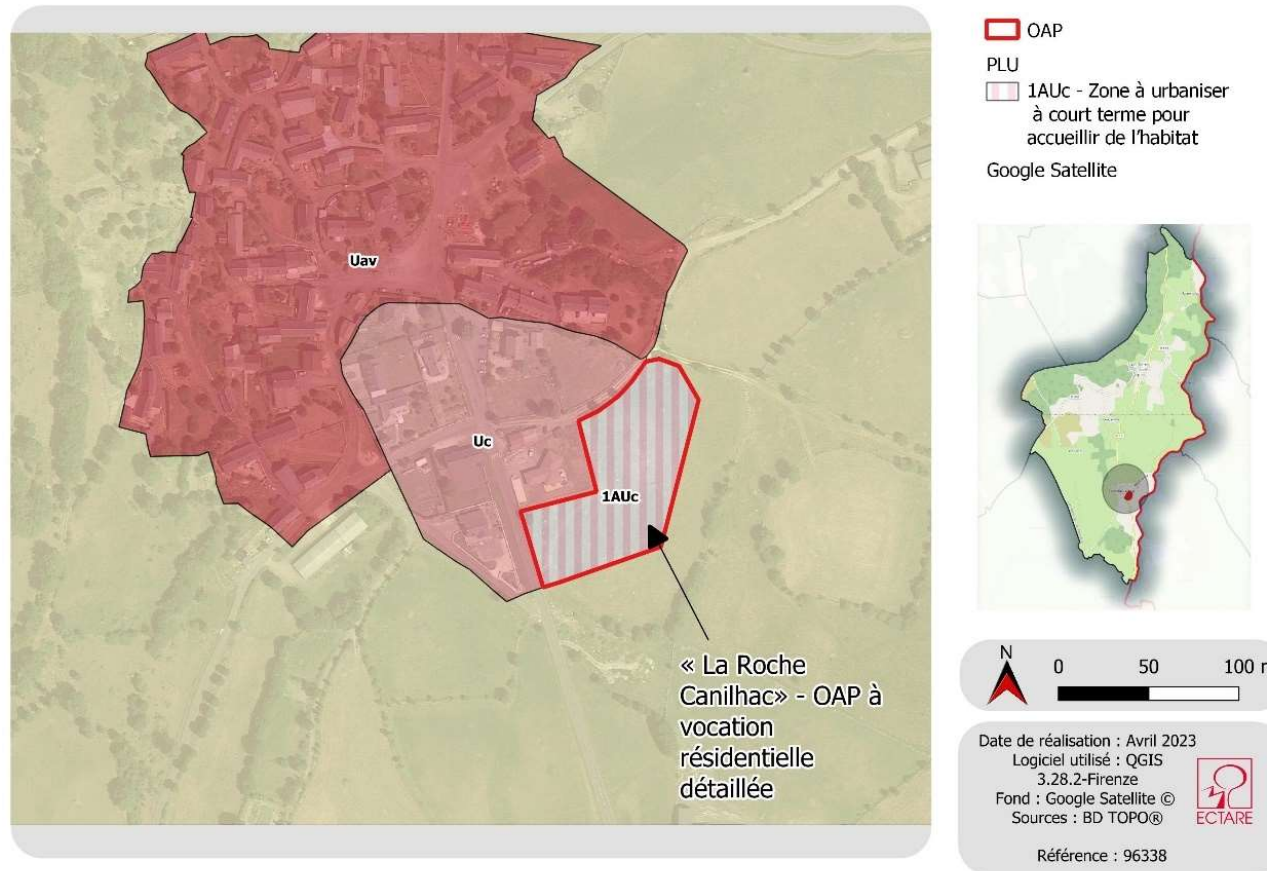 Uav
Uc
1AUc
« La Roche
Canilhac» - OAP à
vocation
résidentielle
détaillée
OAP
PLU
1AUc - Zone à urbaniser
à court terme pour
accueillir de l'habitat
Google Satellite
N
0 50 100 m
Date de réalisation : Avril 2023
Logiciel utilisé : QGIS
3.28.2-Firenze
Fond : Google Satellite ©
Sources : BD TOPO®
ECTARE
Référence : 96338